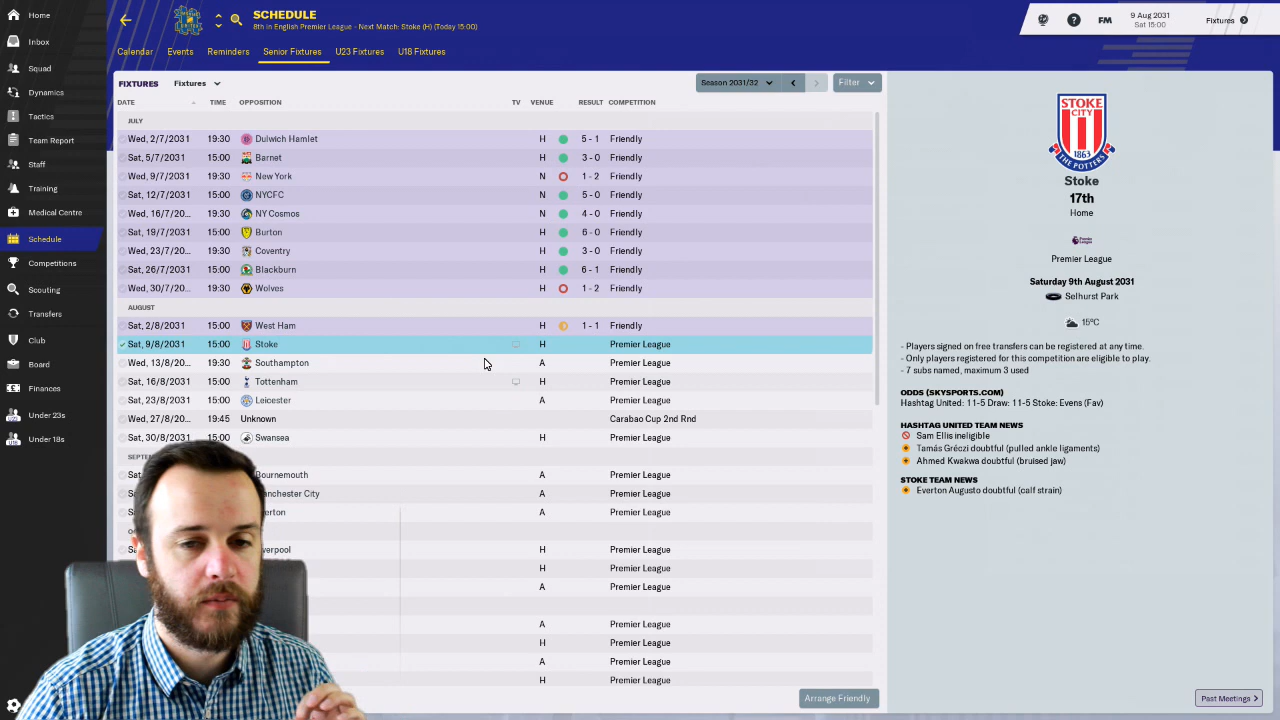 Home
Inbox
Squad
Dynamics
Tactics
Team Report
Staff
Training
Medical Centre
Schedule
Competitions
Scouting
Transfers
Club
Board
Finances
Under 23s
Under 18s
SCHEDULE
8th in English Premier League - Next Match: Stoke (H) (Today 15:00)
FM
9 Aug 2031
Sat 15:00
Fixtures
Calendar Events Reminders Senior Fixtures U23 Fixtures U18 Fixtures
FIXTURES Fixtures Season 2031/32 Filter
DATE TIME OPPOSITION TV VENUE RESULT COMPETITION
JULY
Wed, 2/7/2031 19:30 Dulwich Hamlet H 5 - 1 Friendly
Sat, 5/7/2031 15:00 Barnet H 3 - 0 Friendly
Wed, 9/7/2031 19:30 New York N 1 - 2 Friendly
Sat, 12/7/2031 15:00 NYCFC N 5 - 0 Friendly
Wed, 16/7/20... 19:30 NY Cosmos N 4 - 0 Friendly
Sat, 19/7/2031 15:00 Burton H 6 - 0 Friendly
Wed, 23/7/20... 19:30 Coventry H 3 - 0 Friendly
Sat, 26/7/2031 15:00 Blackburn H 6 - 1 Friendly
Wed, 30/7/20... 19:30 Wolves H 1 - 2 Friendly
AUGUST
Sat, 2/8/2031 15:00 West Ham H 1 - 1 Friendly
Sat, 9/8/2031 15:00 Stoke H Premier League
Wed, 13/8/20... 19:30 Southampton A Premier League
Sat, 16/8/2031 15:00 Tottenham H Premier League
Sat, 23/8/2031 15:00 Leicester A Premier League
Wed, 27/8/20... 19:45 Unknown Carabao Cup 2nd Rnd
Sat, 30/8/2031 15:00 Swansea H Premier League
A Premier League
A Premier League
A Premier League
H Premier League
H Premier League
A Premier League
A Premier League
H Premier League
A Premier League
H Premier League
Arrange Friendly
STOKE
CITY
1863
THE POTTERS
Stoke
17th
Home
Premier League
Saturday 9th August 2031
Selhurst Park
15°C
- Players signed on free transfers can be registered at any time.
- Only players registered for this competition are eligible to play.
- 7 subs named, maximum 3 used
ODDS (SKYSPORTS.COM)
Hashtag United: 11-5 Draw: 11-5 Stoke: Evens (Fav)
HASHTAG UNITED TEAM NEWS
Sam Ellis ineligible
Tamás Gréczi doubtful (pulled ankle ligaments)
Ahmed Kwakwa doubtful (bruised jaw)
STOKE TEAM NEWS
Everton Augusto doubtful (calf strain)
Past Meetings